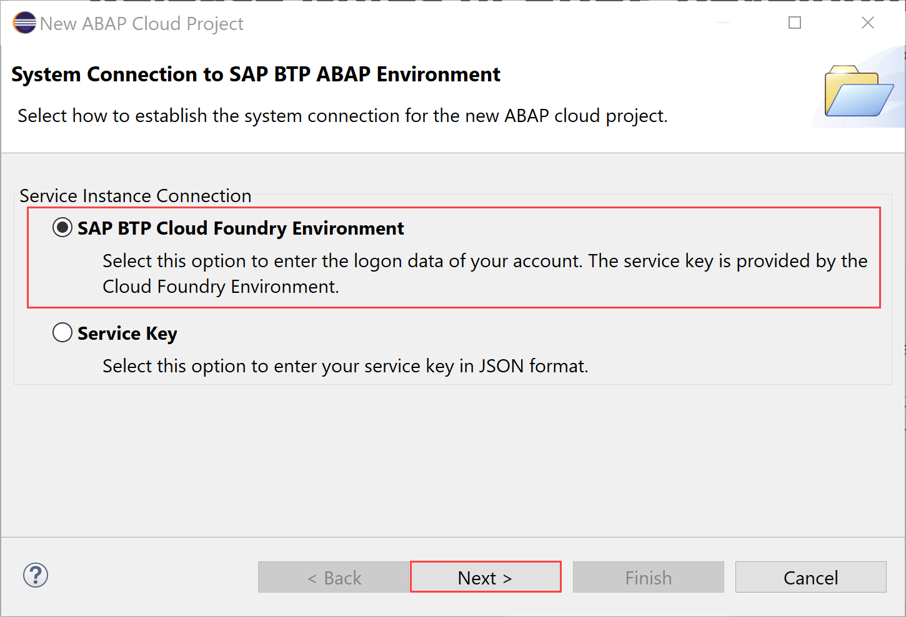 New ABAP Cloud Project
System Connection to SAP BTP ABAP Environment
Select how to establish the system connection for the new ABAP cloud project.
Service Instance Connection
SAP BTP Cloud Foundry Environment
Select this option to enter the logon data of your account. The service key is provided by the
Cloud Foundry Environment.
Service Key
Select this option to enter your service key in JSON format.
?
< Back
Next >
Finish
Cancel